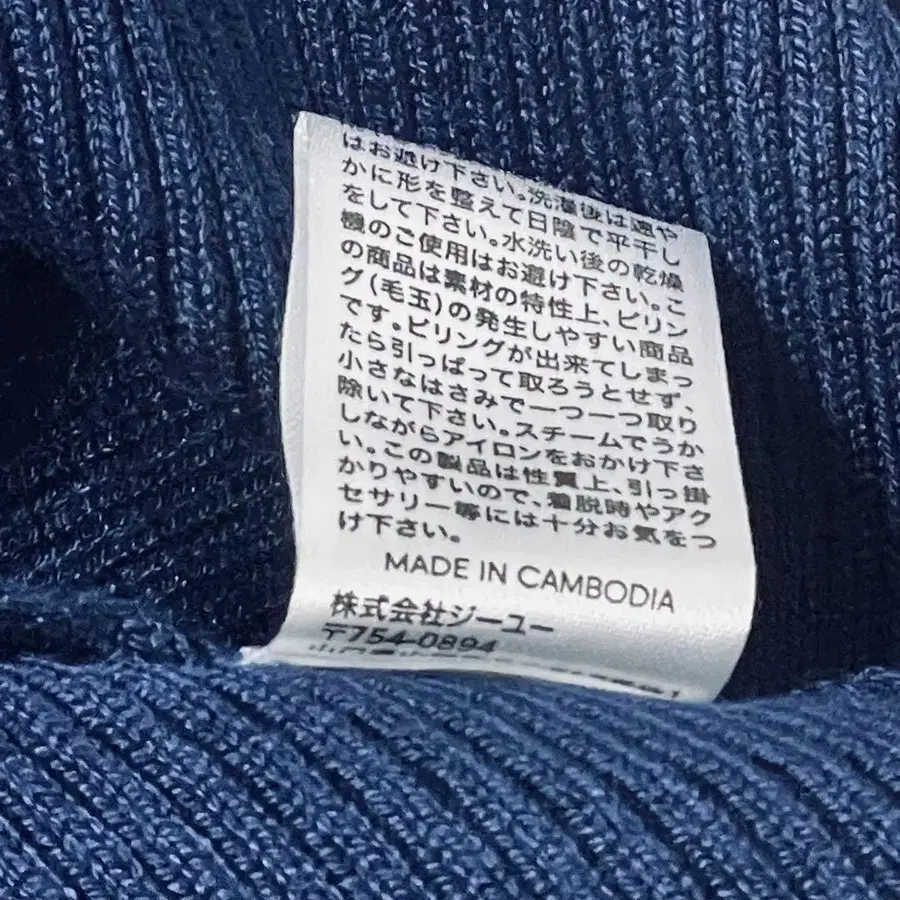 はお避け下さい。洗濯後は速や
かに形を整えて日陰で平干し
をして下さい。水洗い後の乾燥
機のご使用はお避け下さい。こ
の商品は素材の特性上、ピリン
グ(毛玉)の発生しやすい商品
です。ピリングが出来てしまっ
たら引っぱって取ろうとせず、
小さなはさみで一つ一つ取り
除いて下さい。スチームでうか
しながらアイロンをおかけ下さ
い。この製品は性質上、引っ掛
かりやすいので、着脱時やアク
セサリー等には十分お気をつ
け下さい。
MADE IN CAMBODIA
株式会社ジーユー
〒754-0894